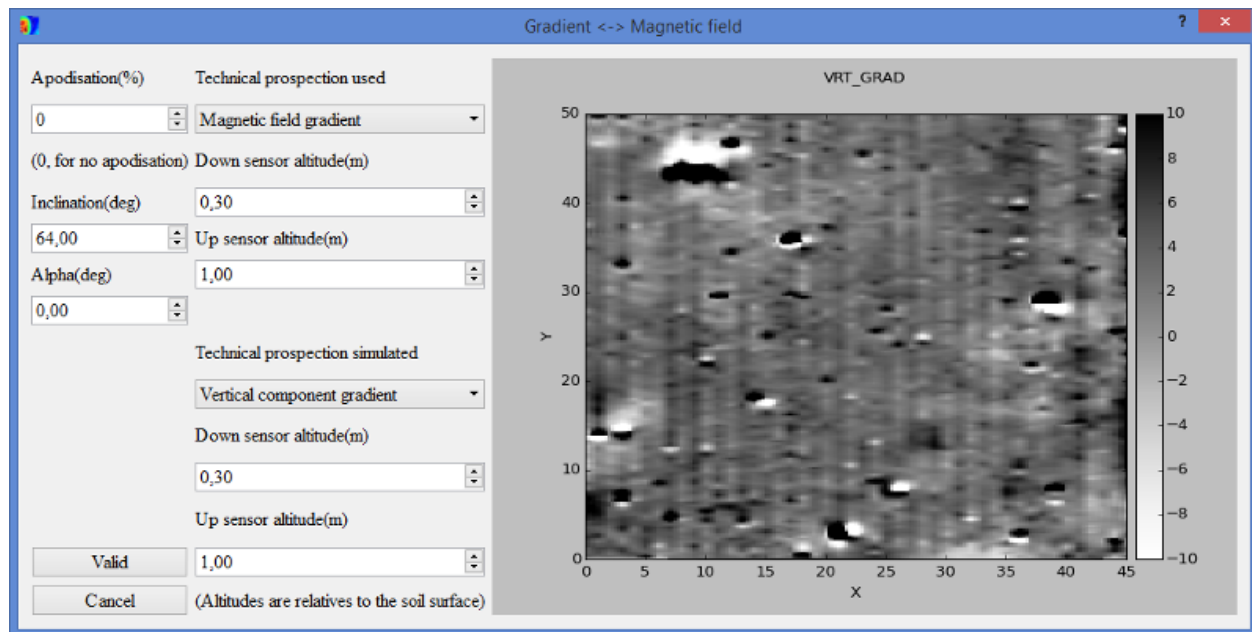 Gradient <-> Magnetic field
?
×
Apodisation(%)
Technical prospection used
0
Magnetic field gradient
(0, for no apodisation)
Down sensor altitude(m)
Inclination(deg)
0,30
64,00
Up sensor altitude(m)
Alpha(deg)
1,00
0,00
Technical prospection simulated
Vertical component gradient
Down sensor altitude(m)
0,30
Up sensor altitude(m)
Valid
1,00
Cancel
(Altitudes are relatives to the soil surface)
VRT_GRAD
50
40
30
20
10
0
Y
0 5 10 15 20 25 30 35 40 45
X
10
8
6
4
2
0
−2
−4
−6
−8
−10